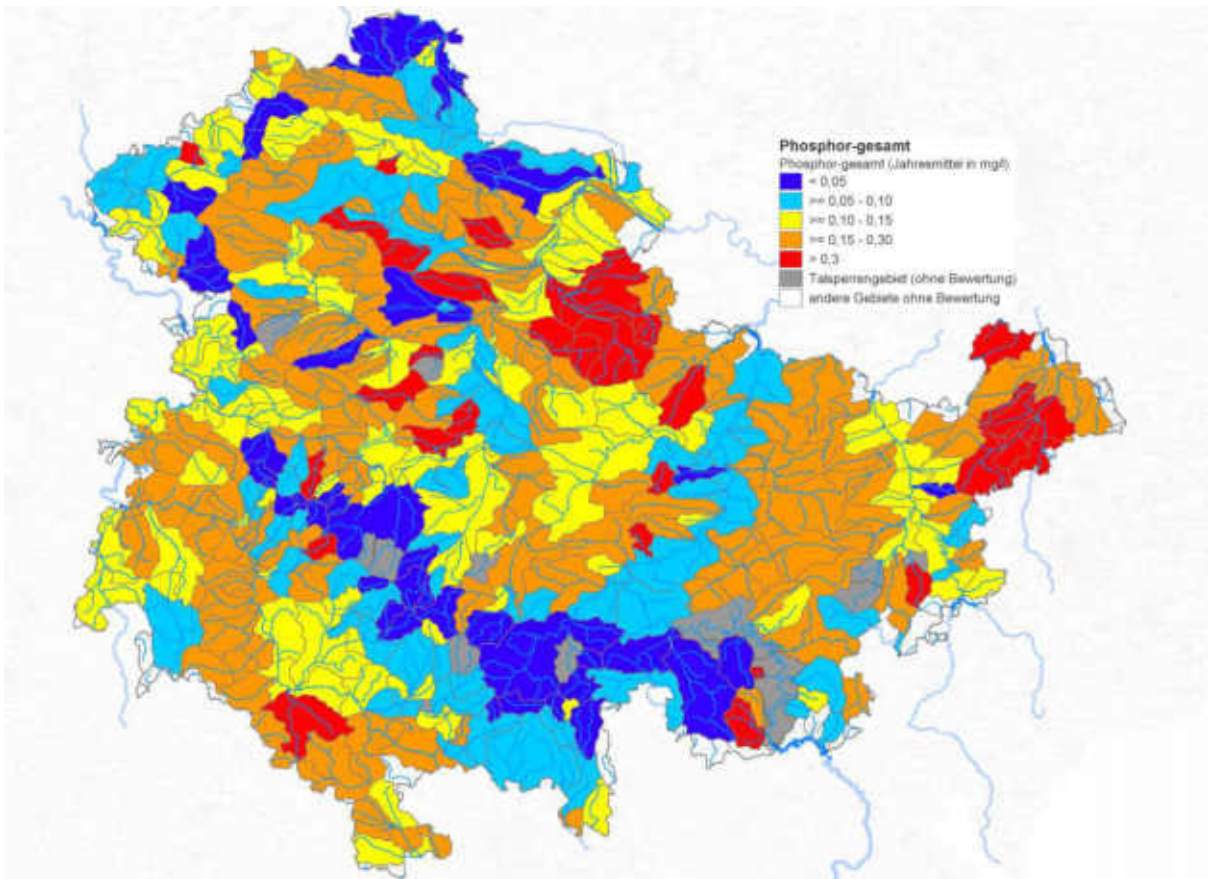 Phosphor-gesamt
Phosphor-gesamt (Jahresmittel in mg/l)
< 0,05
>= 0,05 - 0,10
>= 0,10 - 0,15
>= 0,15 - 0,30
> 0,3
Talsperrengebiet (ohne Bewertung)
andere Gebiete ohne Bewertung